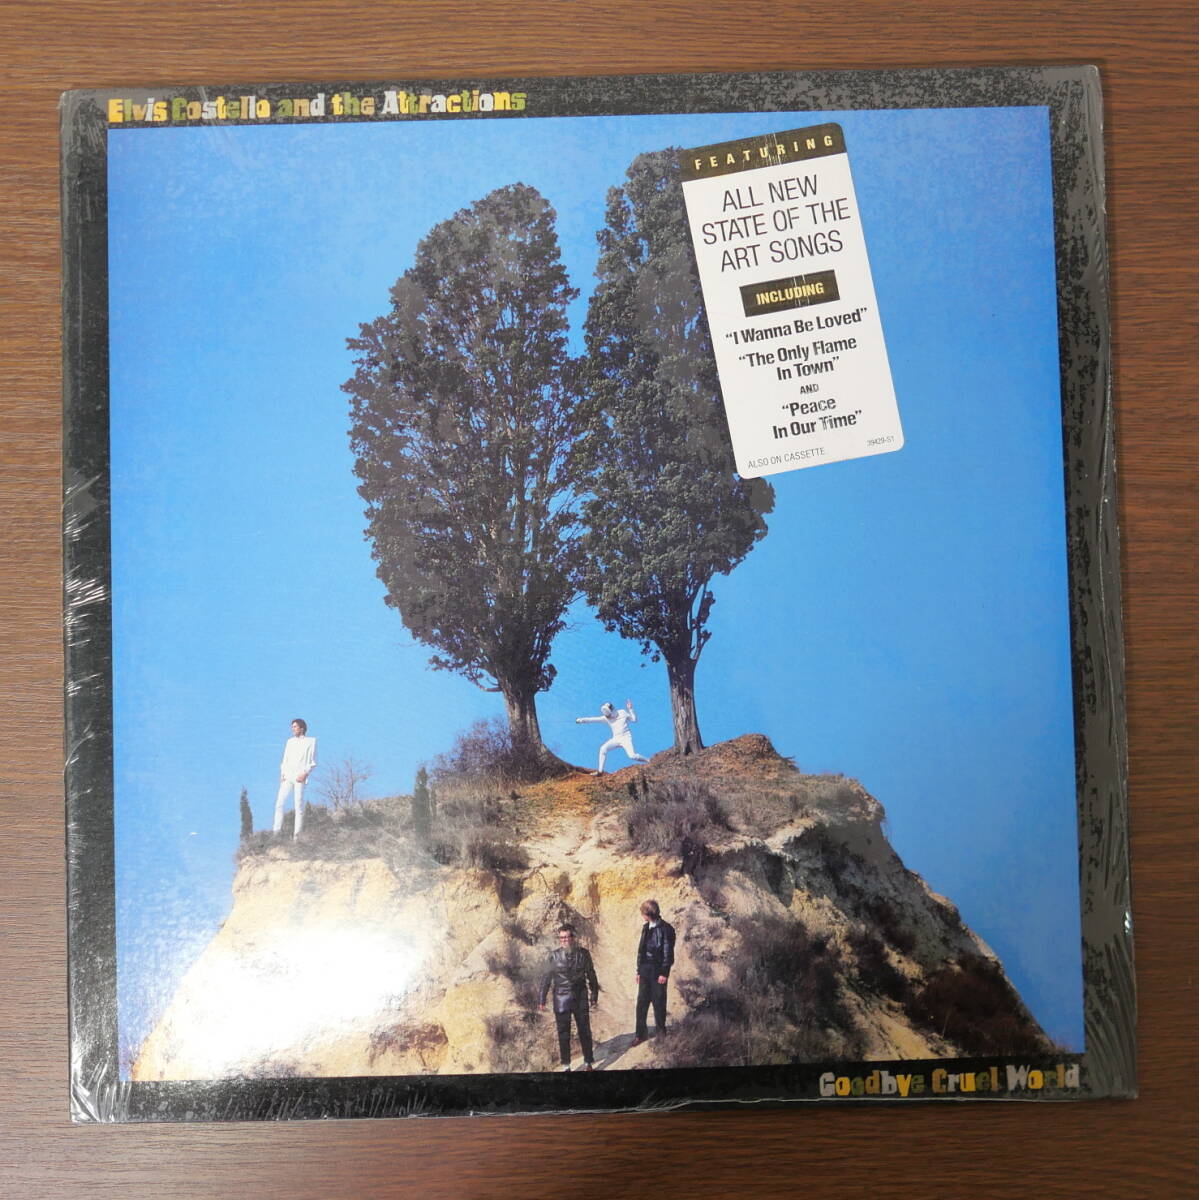 Elvis Costello and the Attractions
FEATURING
ALL NEW
STATE OF THE
ART SONGS
INCLUDING
“I Wanna Be Loved”
“The Only Flame
In Town”
AND
“Peace
In Our Time”
39429-S1
ALSO ON CASSETTE.
Goodbye Cruel World